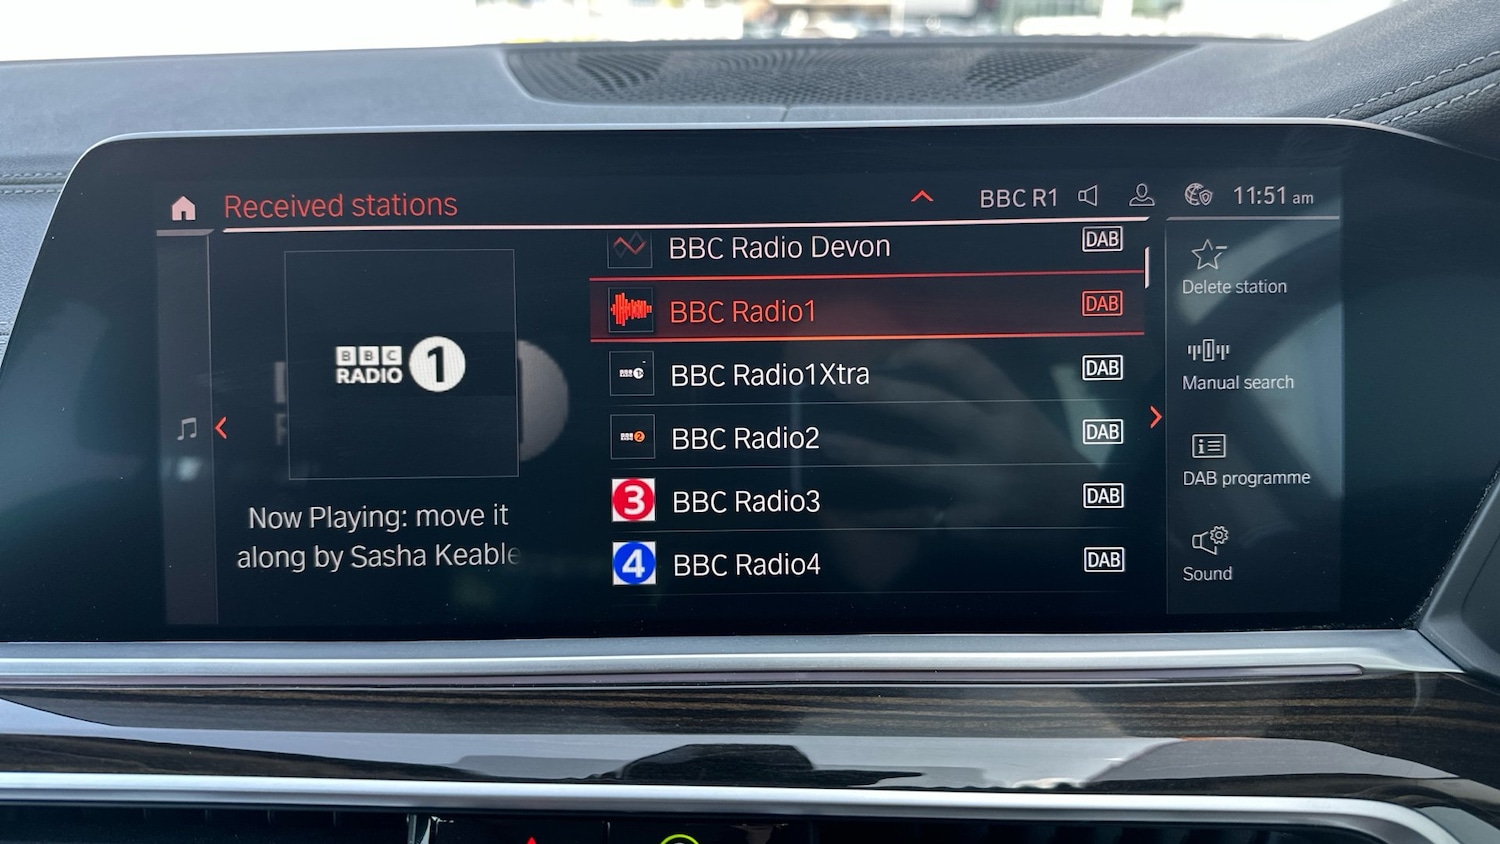 Received stations
BBC R1
11:51 am
BBC Radio Devon
DAB
BBC Radio1
DAB
BBC Radio1Xtra
DAB
BBC Radio2
DAB
BBC Radio3
DAB
BBC Radio4
DAB
BBC
RADIO 1
Now Playing: move it
along by Sasha Keable
3
4
Delete station
Manual search
DAB programme
Sound